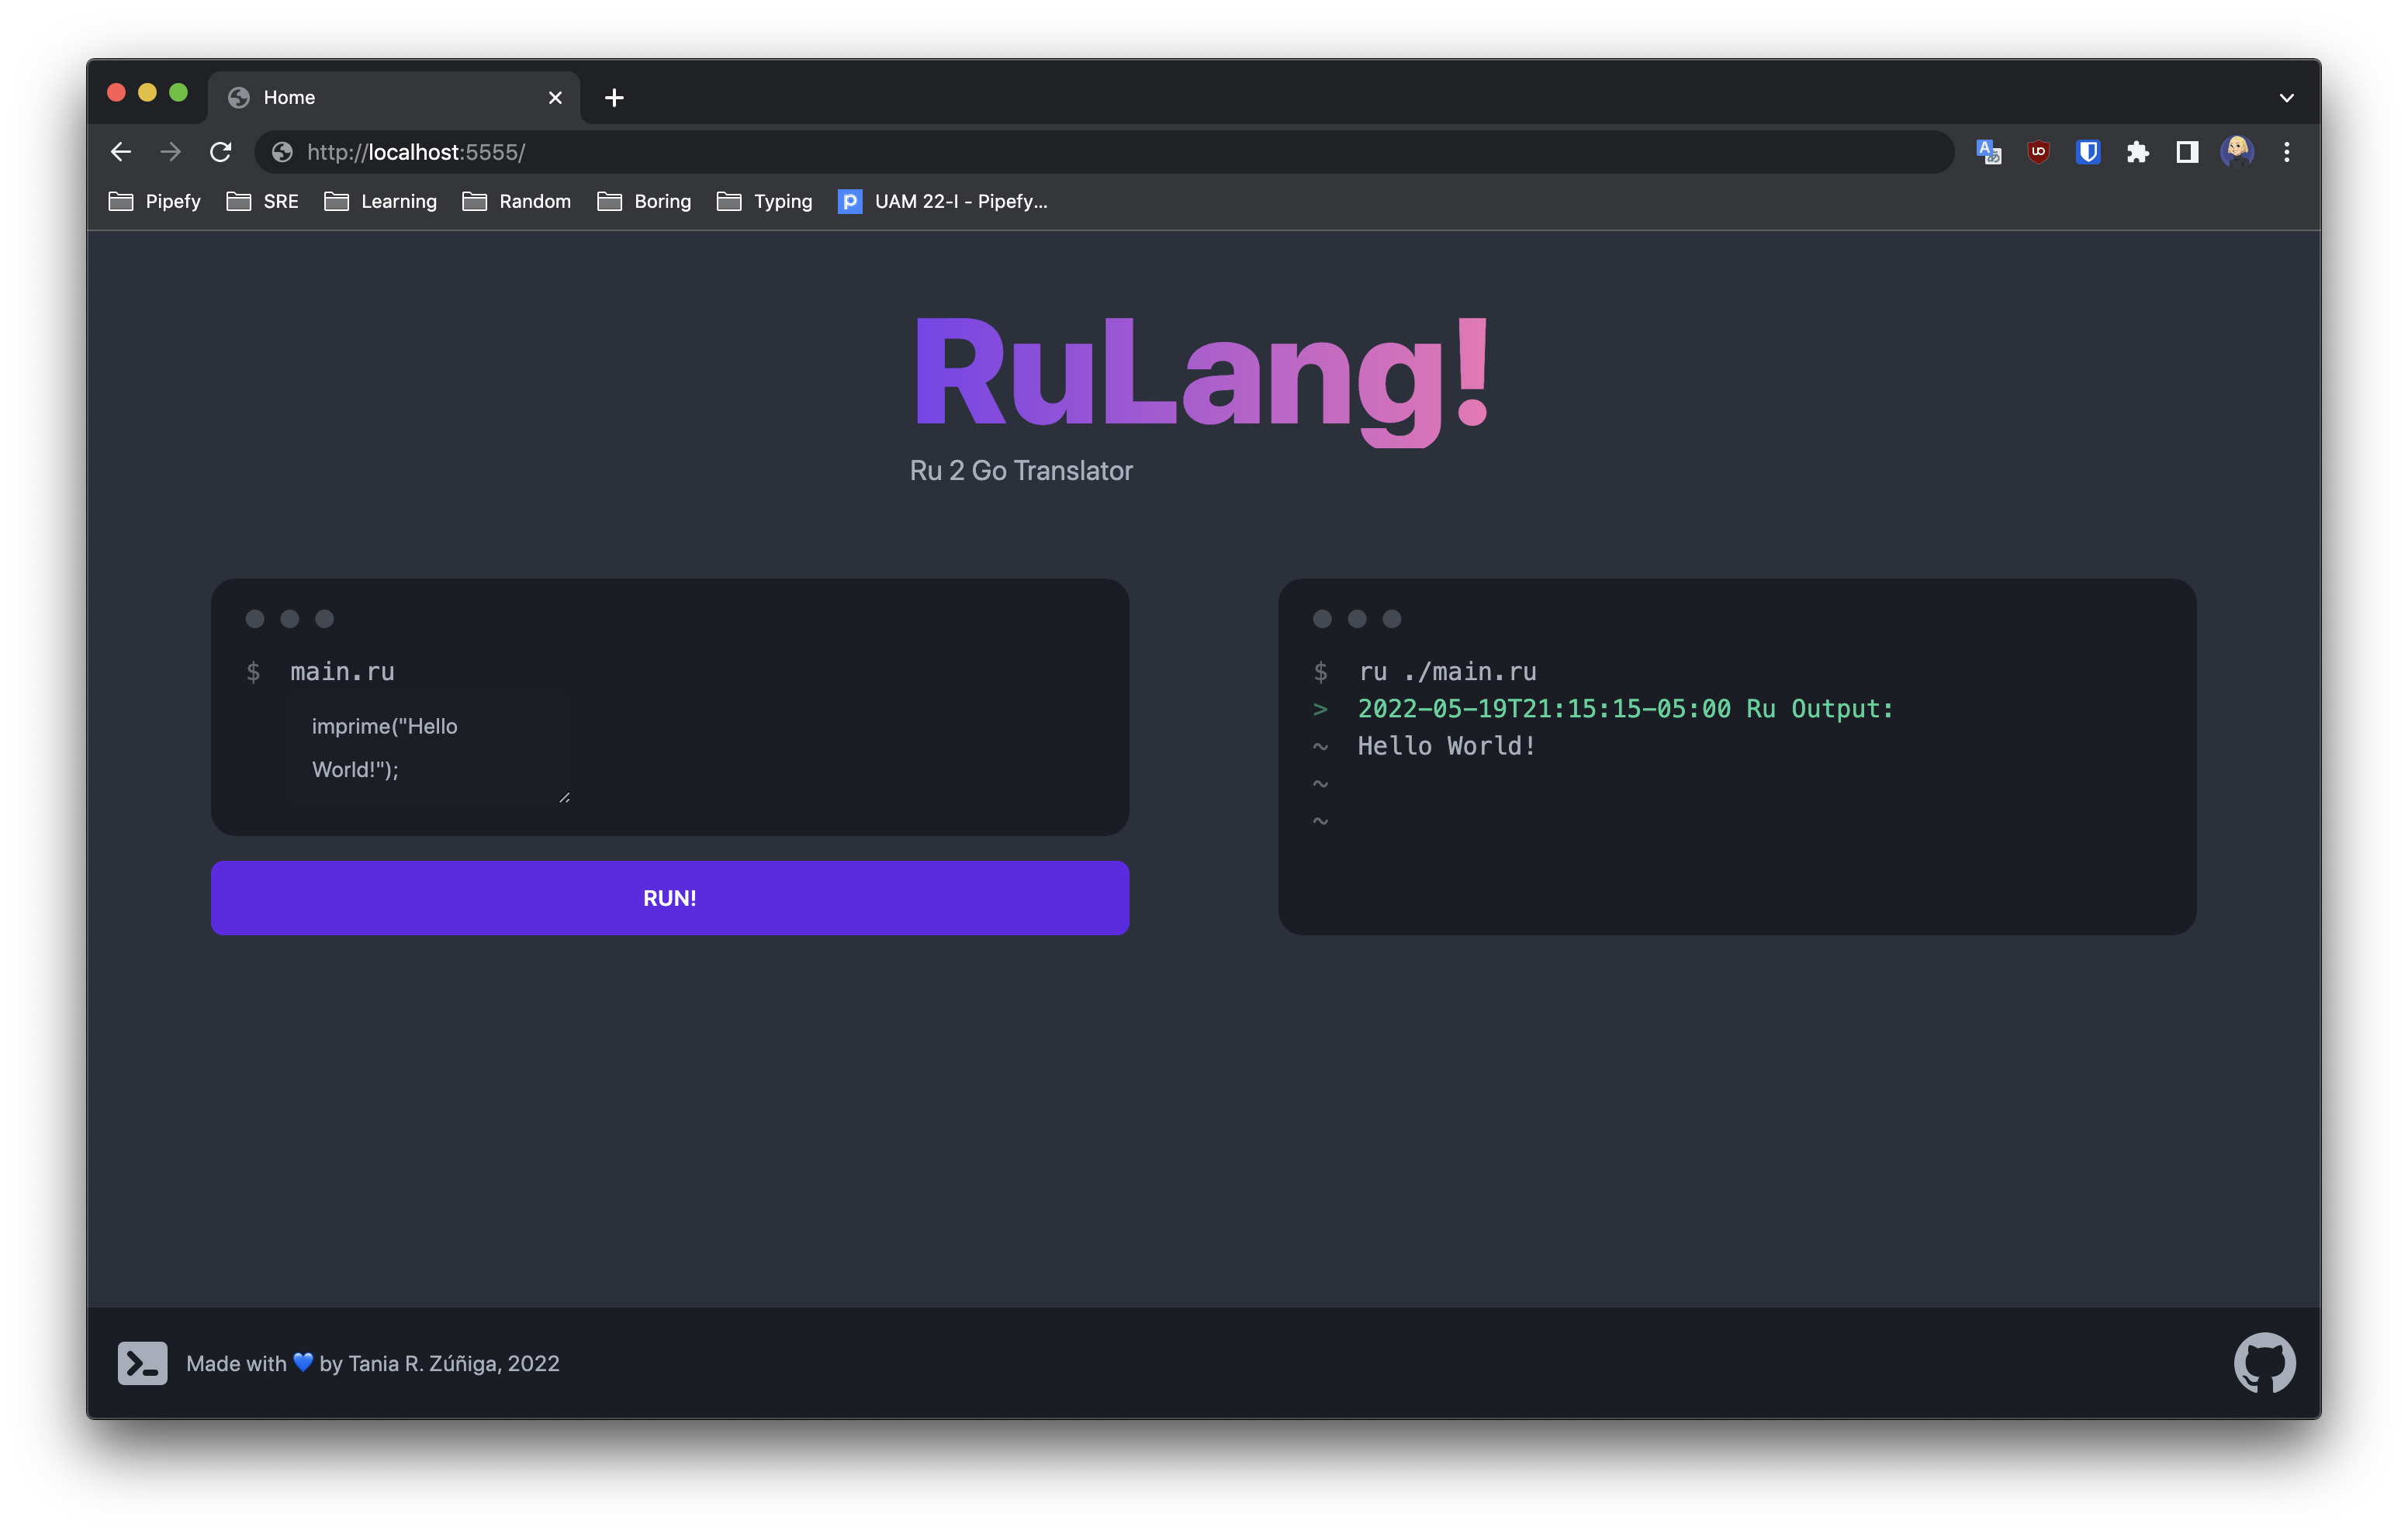 Home
http://localhost:5555/
Pipefy SRE Learning Random Boring Typing UAM 22-I - Pipefy...
RuLang!
Ru 2 Go Translator
$ main.ru
imprime("Hello
World!");
RUN!
$ ru ./main.ru
> 2022-05-19T21:15:15-05:00 Ru Output:
~ Hello World!
~
~
Made with 💙 by Tania R. Zúñiga, 2022